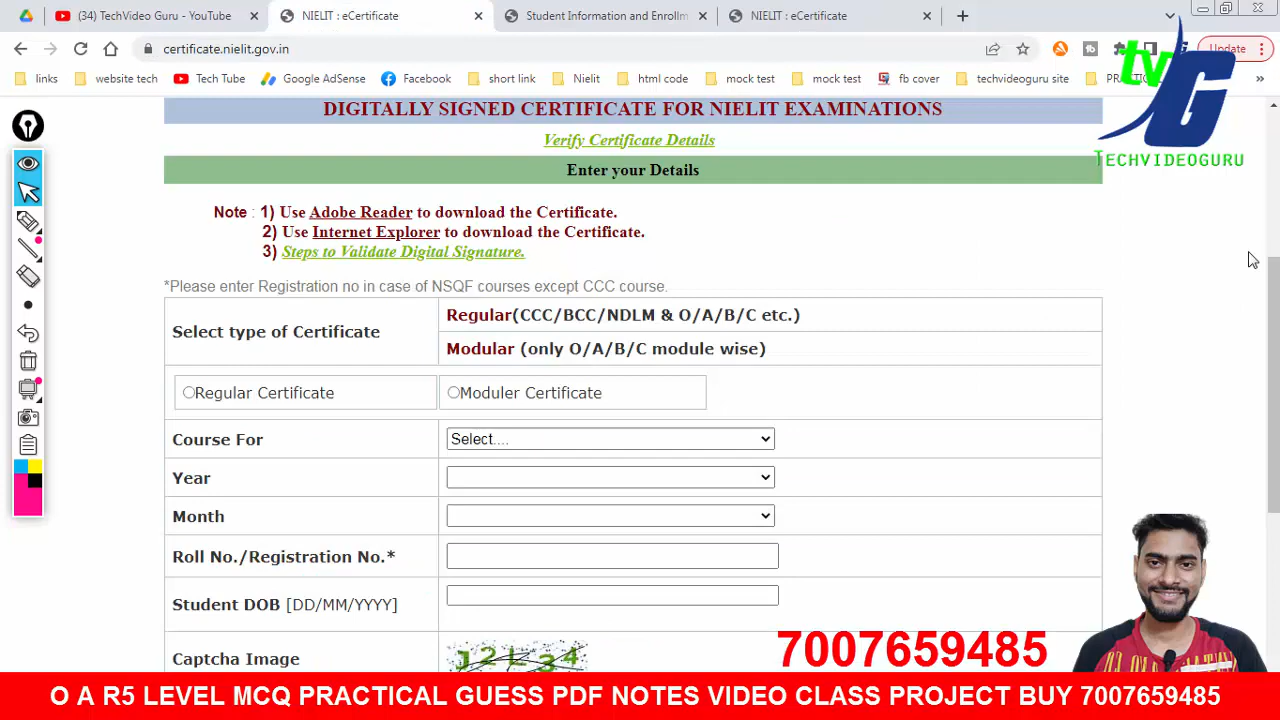 (34) TechVideo Guru - YouTube
NIELIT : eCertificate
Student Information and Enrollm
NIELIT : eCertificate
certificate.nielit.gov.in
Update
links
website tech
Tech Tube
Google AdSense
Facebook
short link
Nielit
html code
mock test
mock test
fb cover
techvideoguru site
tvG
TECHVIDEOGURU
DIGITALLY SIGNED CERTIFICATE FOR NIELIT EXAMINATIONS
Verify Certificate Details
Enter your Details
Note : 1) Use Adobe Reader to download the Certificate.
2) Use Internet Explorer to download the Certificate.
3) Steps to Validate Digital Signature.
*Please enter Registration no in case of NSQF courses except CCC course.
Select type of Certificate
Regular(CCC/BCC/NDLM & O/A/B/C etc.)
Modular (only O/A/B/C module wise)
Regular Certificate
Moduler Certificate
Course For
Select....
Year
Month
Roll No./Registration No.*
Student DOB [DD/MM/YYYY]
Captcha Image
7007659485
O A R5 LEVEL MCQ PRACTICAL GUESS PDF NOTES VIDEO CLASS PROJECT BUY 7007659485